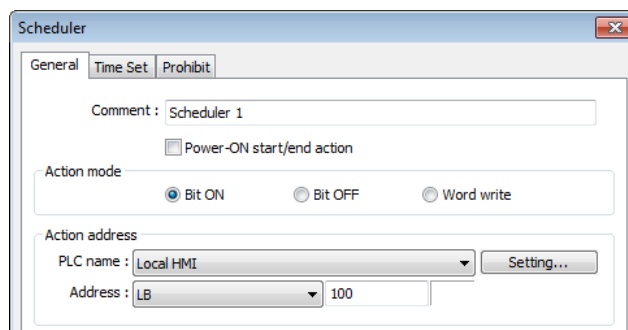 Scheduler
General Time Set Prohibit
Comment : Scheduler 1
Power-ON start/end action
Action mode
Bit ON Bit OFF Word write
Action address
PLC name : Local HMI Setting...
Address : LB 100